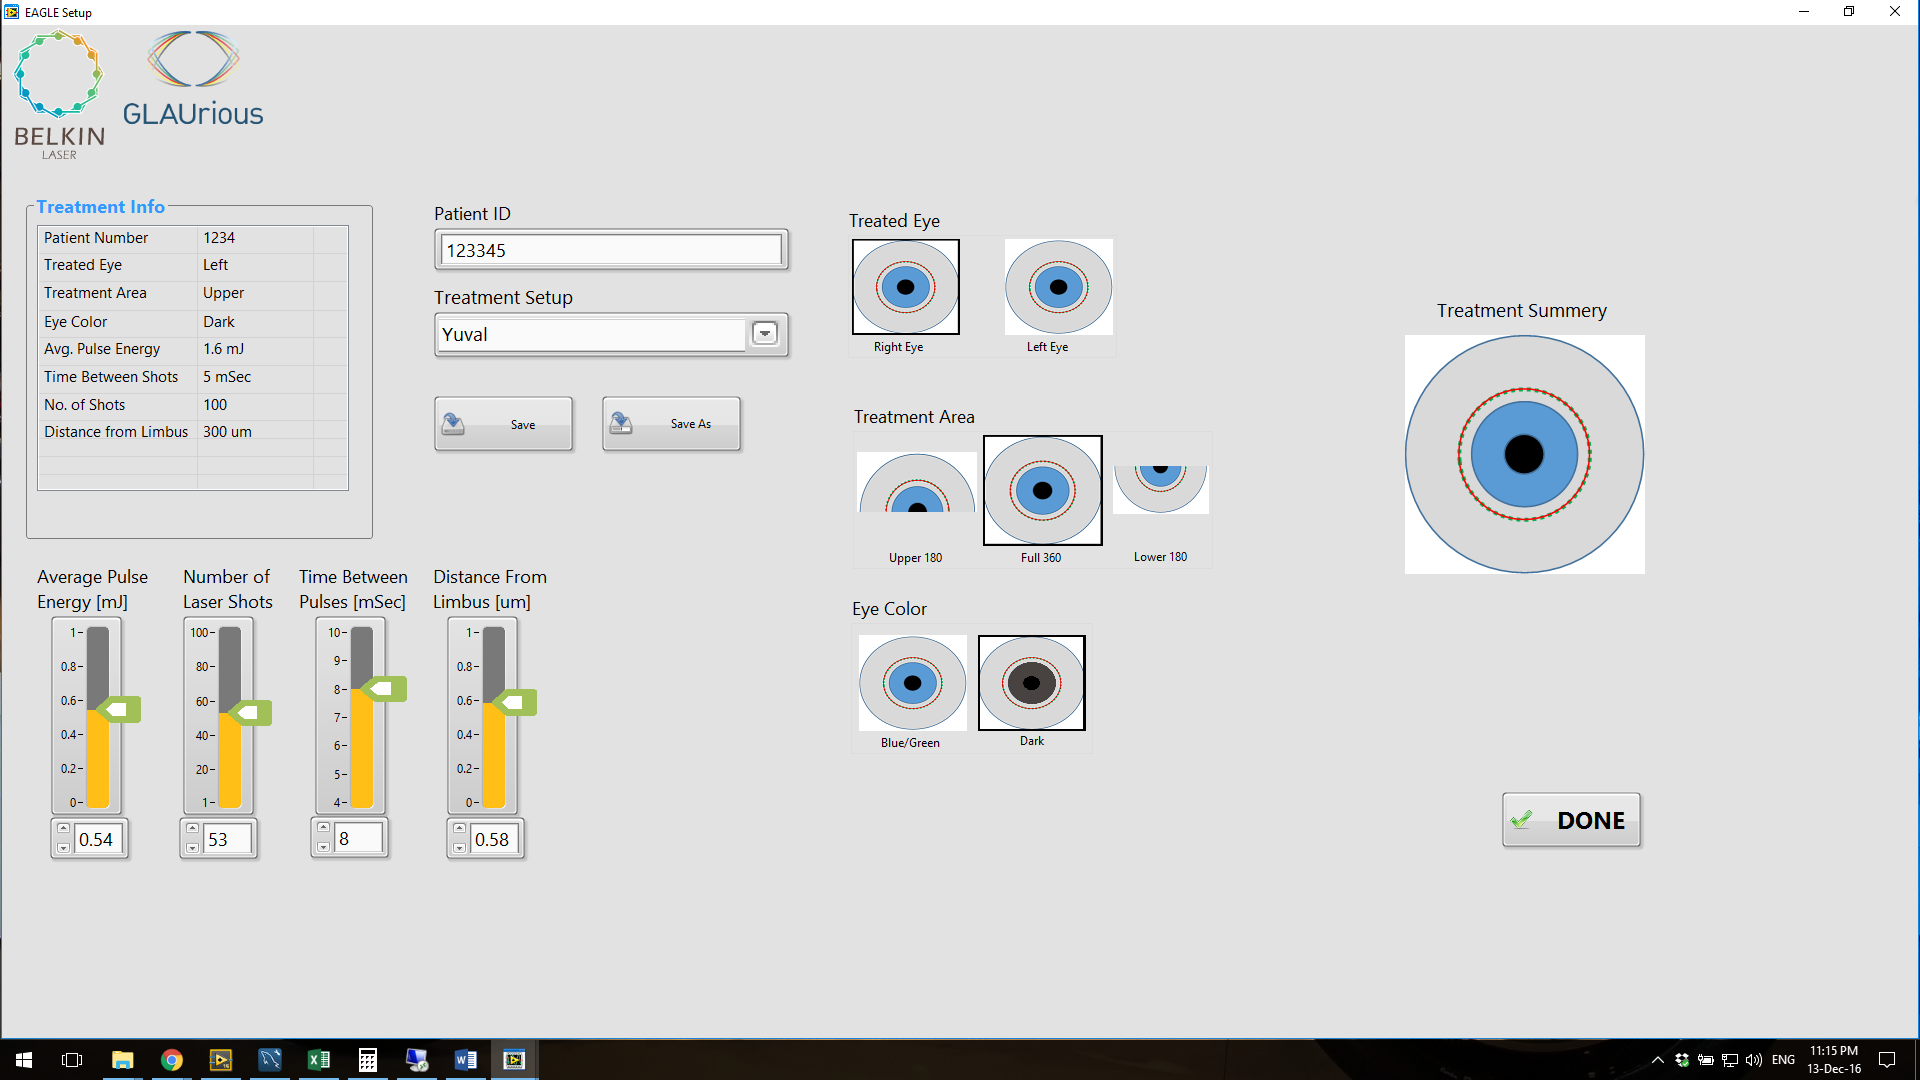 EAGLE Setup
BELKIN
LASER
GLAUrious
Treatment Info
Patient Number 1234
Treated Eye Left
Treatment Area Upper
Eye Color Dark
Avg. Pulse Energy 1.6 mJ
Time Between Shots 5 mSec
No. of Shots 100
Distance from Limbus 300 um
Patient ID
123345
Treatment Setup
Yuval
Save
Save As
Treated Eye
Right Eye
Left Eye
Treatment Area
Upper 180
Full 360
Lower 180
Eye Color
Blue/Green
Dark
Treatment Summery
DONE
Average Pulse
Energy [mJ]
1
0.8
0.6
0.4
0.2
0
0.54
Number of
Laser Shots
100
80
60
40
20
1
53
Time Between
Pulses [mSec]
10
9
8
7
6
5
4
8
Distance From
Limbus [um]
1
0.8
0.6
0.4
0.2
0
0.58
ENG
11:15 PM
13-Dec-16